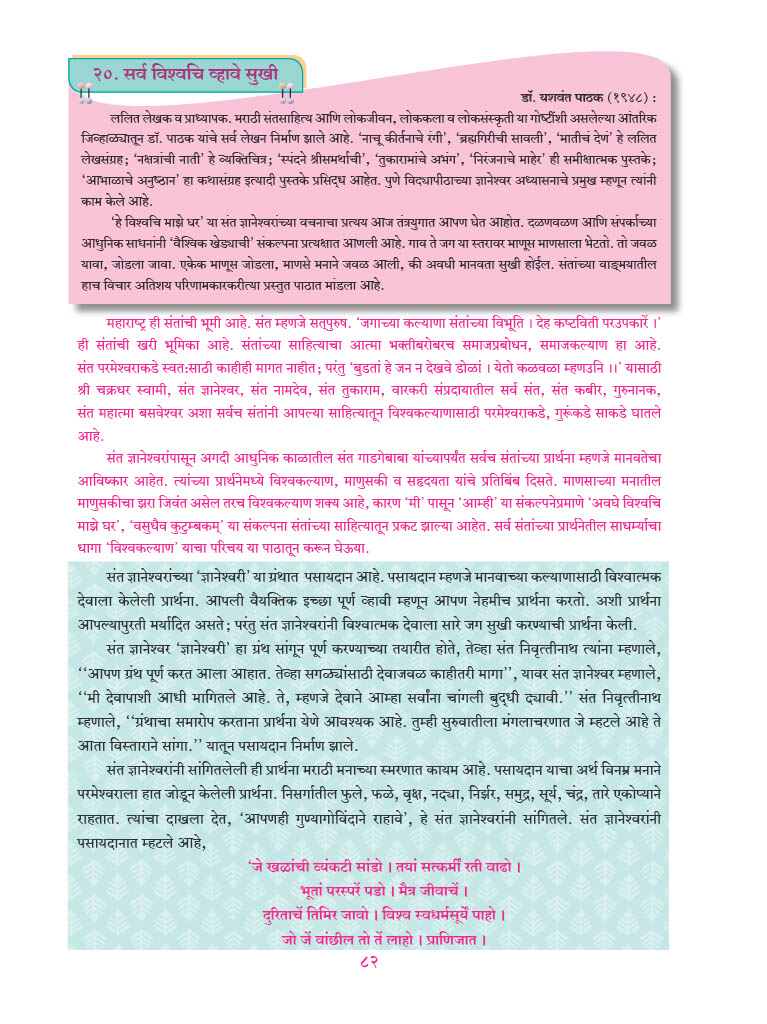 २०. सर्व विश्वचि व्हावे सुखी
डॉ. यशवंत पाठक (१९४८) :
ललित लेखक व प्राध्यापक. मराठी संतसाहित्य आणि लोकजीवन, लोककला व लोकसंस्कृती या गोष्टींशी असलेल्या आंतरिक
जिव्हाळ्यातून डॉ. पाठक यांचे सर्व लेखन निर्माण झाले आहे. ‘नाचू कीर्तनाचे रंगी’, ‘ब्रह्मगिरीची सावली’, ‘मातीचं देणं’ हे ललित
लेखसंग्रह; ‘नक्षत्रांची नाती’ हे व्यक्तिचित्र; ‘स्पंदने श्रीसमर्थाची’, ‘तुकारामांचे अभंग’, ‘निरंजनाचे माहेर’ ही समीक्षात्मक पुस्तके;
‘आभाळाचे अनुष्ठान’ हा कथासंग्रह इत्यादी पुस्तके प्रसिद्ध आहेत. पुणे विद्यापीठाच्या ज्ञानेश्वर अध्यासनाचे प्रमुख म्हणून त्यांनी
काम केले आहे.
‘हे विश्वचि माझे घर’ या संत ज्ञानेश्वरांच्या वचनाचा प्रत्यय आज तंत्रयुगात आपण घेत आहोत. दळणवळण आणि संपर्काच्या
आधुनिक साधनांनी ‘वैश्विक खेड्याची’ संकल्पना प्रत्यक्षात आणली आहे. गाव ते जग या स्तरावर माणूस माणसाला भेटतो. तो जवळ
यावा, जोडला जावा. एकेक माणूस जोडला, माणसे मनाने जवळ आली, की अवघी मानवता सुखी होईल. संतांच्या वाङ्मयातील
हाच विचार अतिशय परिणामकारकरीत्या प्रस्तुत पाठात मांडला आहे.
महाराष्ट्र ही संतांची भूमी आहे. संत म्हणजे सत्पुरुष. ‘जगाच्या कल्याणा संतांच्या विभूति । देह कष्टविती परउपकारें ।’
ही संतांची खरी भूमिका आहे. संतांच्या साहित्याचा आत्मा भक्तीबरोबरच समाजप्रबोधन, समाजकल्याण हा आहे.
संत परमेश्वराकडे स्वत:साठी काहीही मागत नाहीत; परंतु ‘बुडतां हे जन न देखवे डोळां । येतो कळवळा म्हणउनि ।।’ यासाठी
श्री चक्रधर स्वामी, संत ज्ञानेश्वर, संत नामदेव, संत तुकाराम, वारकरी संप्रदायातील सर्व संत, संत कबीर, गुरुनानक,
संत महात्मा बसवेश्वर अशा सर्वच संतांनी आपल्या साहित्यातून विश्वकल्याणासाठी परमेश्वराकडे, गुरूंकडे साकडे घातले
आहे.
संत ज्ञानेश्वरांपासून अगदी आधुनिक काळातील संत गाडगेबाबा यांच्यापर्यंत सर्वच संतांच्या प्रार्थना म्हणजे मानवतेचा
आविष्कार आहेत. त्यांच्या प्रार्थनेमध्ये विश्वकल्याण, माणुसकी व सहृदयता यांचे प्रतिबिंब दिसते. माणसाच्या मनातील
माणुसकीचा झरा जिवंत असेल तरच विश्वकल्याण शक्य आहे, कारण ‘मी’ पासून ‘आम्ही’ या संकल्पनेप्रमाणे ‘अवघे विश्वचि
माझे घर’, ‘वसुधैव कुटुम्बकम्’ या संकल्पना संतांच्या साहित्यातून प्रकट झाल्या आहेत. सर्व संतांच्या प्रार्थनेतील साधर्म्याचा
धागा ‘विश्वकल्याण’ याचा परिचय या पाठातून करून घेऊया.
संत ज्ञानेश्वरांच्या ‘ज्ञानेश्वरी’ या ग्रंथात पसायदान आहे. पसायदान म्हणजे मानवाच्या कल्याणासाठी विश्वात्मक
देवाला केलेली प्रार्थना. आपली वैयक्तिक इच्छा पूर्ण व्हावी म्हणून आपण नेहमीच प्रार्थना करतो. अशी प्रार्थना
आपल्यापुरती मर्यादित असते; परंतु संत ज्ञानेश्वरांनी विश्वात्मक देवाला सारे जग सुखी करण्याची प्रार्थना केली.
संत ज्ञानेश्वर ‘ज्ञानेश्वरी’ हा ग्रंथ सांगून पूर्ण करण्याच्या तयारीत होते, तेव्हा संत निवृत्तीनाथ त्यांना म्हणाले,
‘‘आपण ग्रंथ पूर्ण करत आला आहात. तेव्हा सगळ्यांसाठी देवाजवळ काहीतरी मागा’’, यावर संत ज्ञानेश्वर म्हणाले,
‘‘मी देवापाशी आधी मागितले आहे. ते, म्हणजे देवाने आम्हा सर्वांना चांगली बुद्धी द्यावी.’’ संत निवृत्तीनाथ
म्हणाले, ‘‘ग्रंथाचा समारोप करताना प्रार्थना येणे आवश्यक आहे. तुम्ही सुरुवातीला मंगलाचरणात जे म्हटले आहे ते
आता विस्ताराने सांगा.’’ यातून पसायदान निर्माण झाले.
संत ज्ञानेश्वरांनी सांगितलेली ही प्रार्थना मराठी मनाच्या स्मरणात कायम आहे. पसायदान याचा अर्थ विनम्र मनाने
परमेश्वराला हात जोडून केलेली प्रार्थना. निसर्गातील फुले, फळे, वृक्ष, नद्या, निर्झर, समुद्र, सूर्य, चंद्र, तारे एकोप्याने
राहतात. त्यांचा दाखला देत, ‘आपणही गुण्यागोविंदाने राहावे’, हे संत ज्ञानेश्वरांनी सांगितले. संत ज्ञानेश्वरांनी
पसायदानात म्हटले आहे,
‘जे खळांची व्यंकटी सांडो । तयां सत्कर्मीं रती वाढो ।
भूतां परस्परें पडो । मैत्र जीवाचें ।
दुरिताचें तिमिर जावो । विश्व स्वधर्मसूर्यें पाहो ।
जो जें वांछील तो तें लाहो । प्राणिजात ।
८२